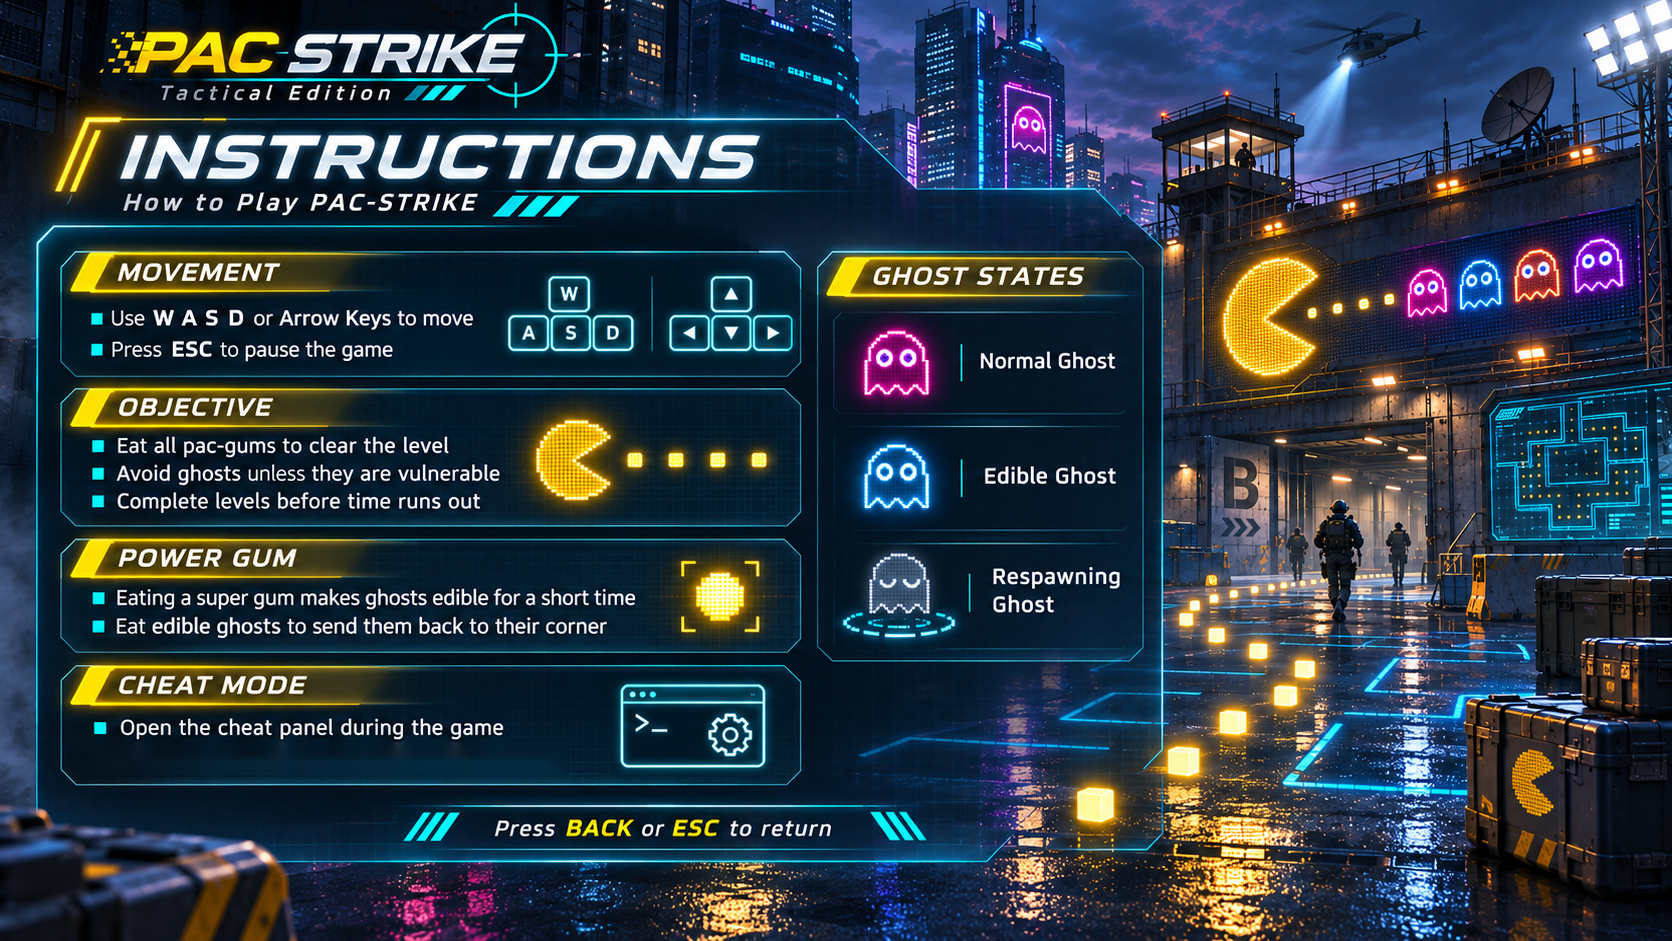 PAC STRIKE
Tactical Edition
INSTRUCTIONS
How to Play PAC-STRIKE
MOVEMENT
Use W A S D or Arrow Keys to move
Press ESC to pause the game
W
A S D
OBJECTIVE
Eat all pac-gums to clear the level
Avoid ghosts unless they are vulnerable
Complete levels before time runs out
POWER GUM
Eating a super gum makes ghosts edible for a short time
Eat edible ghosts to send them back to their corner
CHEAT MODE
Open the cheat panel during the game
>_
GHOST STATES
Normal Ghost
Edible Ghost
Respawning
Ghost
Press BACK or ESC to return
B